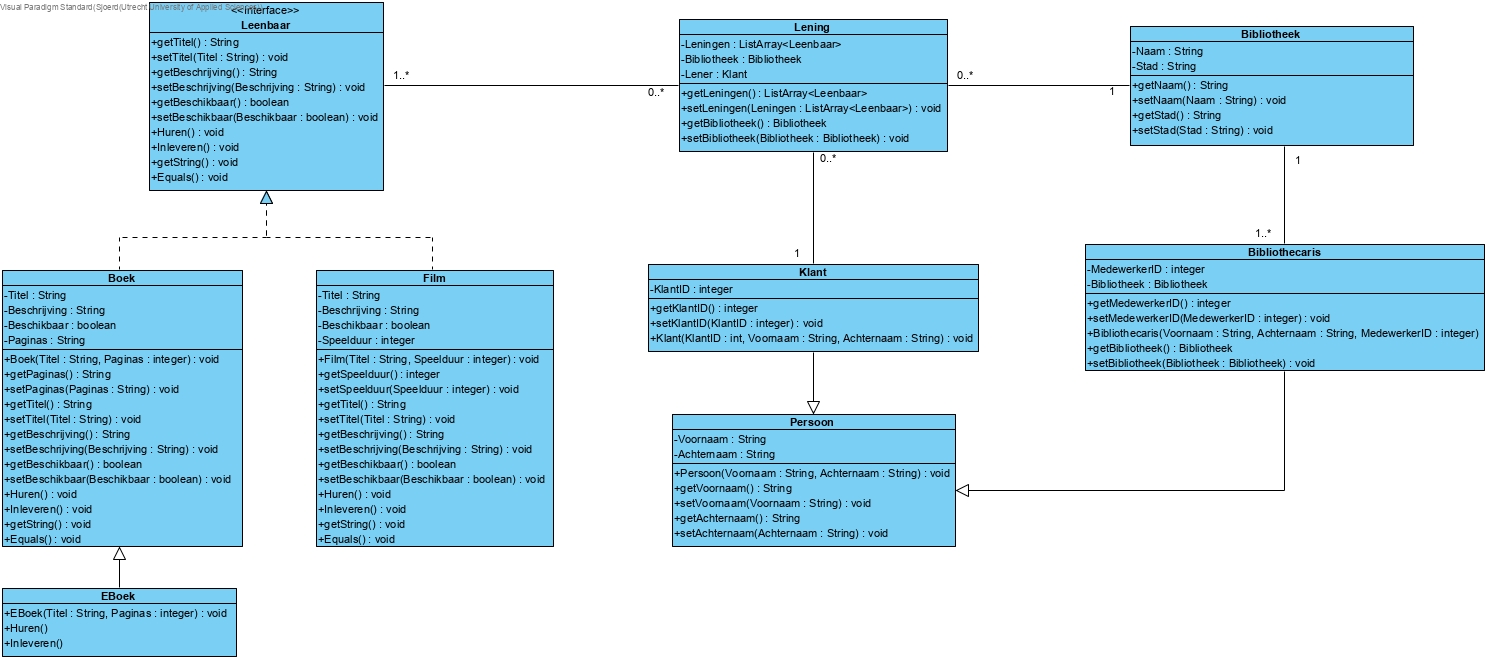 Visual Paradigm Standard(Sjoerd(Utrecht University of Applied Sciences))
<<interface>>
Leenbaar
+getTitel() : String
+setTitel(Titel : String) : void
+getBeschrijving() : String
+setBeschrijving(Beschrijving : String) : void
+getBeschikbaar() : boolean
+setBeschikbaar(Beschikbaar : boolean) : void
+Huren() : void
+Inleveren() : void
+getString() : void
+Equals() : void
1..*
0..*
Lening
-Leningen : ListArray<Leenbaar>
-Bibliotheek : Bibliotheek
-Lener : Klant
+getLeningen() : ListArray<Leenbaar>
+setLeningen(Leningen : ListArray<Leenbaar>) : void
+getBibliotheek() : Bibliotheek
+setBibliotheek(Bibliotheek : Bibliotheek) : void
0..*
1
Bibliotheek
-Naam : String
-Stad : String
+getNaam() : String
+setNaam(Naam : String) : void
+getStad() : String
+setStad(Stad : String) : void
0..*
1
1
1..*
Boek
-Titel : String
-Beschrijving : String
-Beschikbaar : boolean
-Paginas : String
+Boek(Titel : String, Paginas : integer) : void
+getPaginas() : String
+setPaginas(Paginas : String) : void
+getTitel() : String
+setTitel(Titel : String) : void
+getBeschrijving() : String
+setBeschrijving(Beschrijving : String) : void
+getBeschikbaar() : boolean
+setBeschikbaar(Beschikbaar : boolean) : void
+Huren() : void
+Inleveren() : void
+getString() : void
+Equals() : void
Film
-Titel : String
-Beschrijving : String
-Beschikbaar : boolean
-Speelduur : integer
+Film(Titel : String, Speelduur : integer) : void
+getSpeelduur() : integer
+setSpeelduur(Speelduur : integer) : void
+getTitel() : String
+setTitel(Titel : String) : void
+getBeschrijving() : String
+setBeschrijving(Beschrijving : String) : void
+getBeschikbaar() : boolean
+setBeschikbaar(Beschikbaar : boolean) : void
+Huren() : void
+Inleveren() : void
+getString() : void
+Equals() : void
Klant
-KlantID : integer
+getKlantID() : integer
+setKlantID(KlantID : integer) : void
+Klant(KlantID : int, Voornaam : String, Achternaam : String) : void
Bibliothecaris
-MedewerkerID : integer
-Bibliotheek : Bibliotheek
+getMedewerkerID() : integer
+setMedewerkerID(MedewerkerID : integer) : void
+Bibliothecaris(Voornaam : String, Achternaam : String, MedewerkerID : integer)
+getBibliotheek() : Bibliotheek
+setBibliotheek(Bibliotheek : Bibliotheek) : void
Persoon
-Voornaam : String
-Achternaam : String
+Persoon(Voornaam : String, Achternaam : String) : void
+getVoornaam() : String
+setVoornaam(Voornaam : String) : void
+getAchternaam() : String
+setAchternaam(Achternaam : String) : void
EBoek
+EBoek(Titel : String, Paginas : integer) : void
+Huren()
+Inleveren()